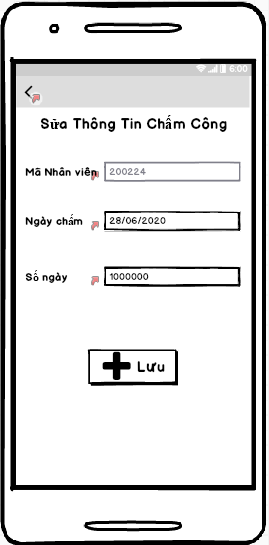 6:00
Sửa Thông Tin Chấm Công
Mã Nhân viên 200224
Ngày chấm 28/06/2020
Số ngày 1000000
Lưu